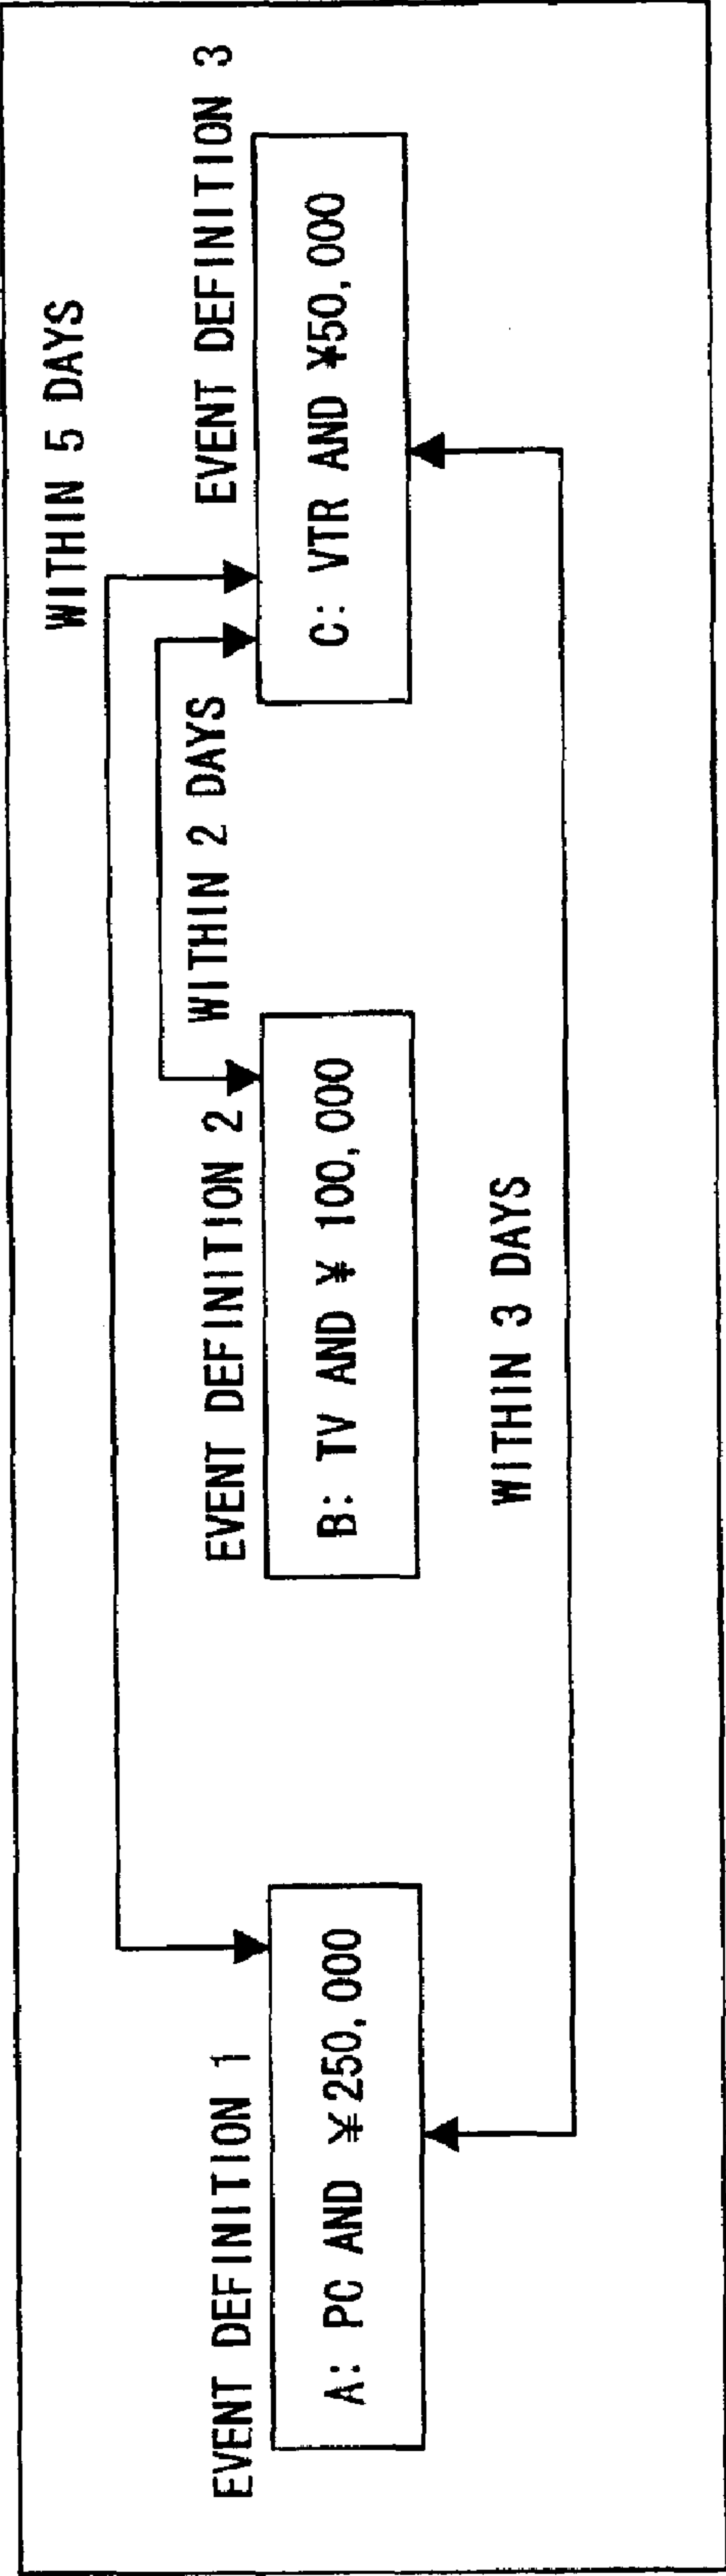 WITHIN 5 DAYS
EVENT DEFINITION 1
EVENT DEFINITION 2
WITHIN 2 DAYS
EVENT DEFINITION 3
A: PC AND ¥250,000
B: TV AND ¥ 100,000
C: VTR AND ¥50,000
WITHIN 3 DAYS